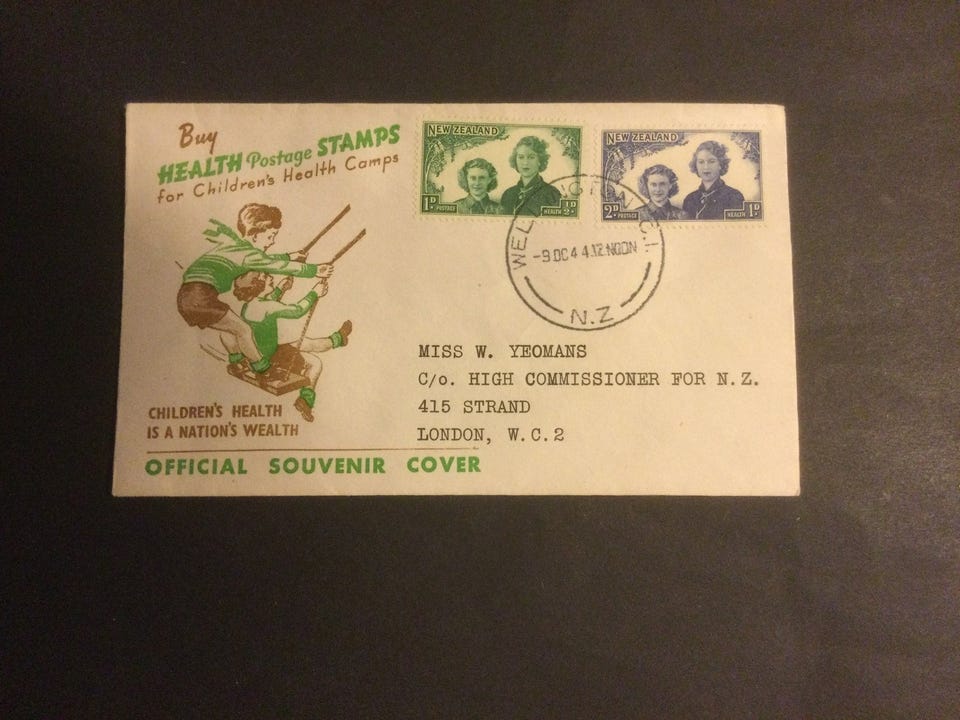 Buy
HEALTH Postage STAMPS
for Children's Health Camps
NEW ZEALAND
1D POSTAGE HEALTH ½D
NEW ZEALAND
2D POSTAGE HEALTH 1D
WELLINGTON C.I.
-9 OC 44.12 NOON
N.Z
MISS W. YEOMANS
C/o. HIGH COMMISSIONER FOR N.Z.
415 STRAND
LONDON, W.C.2
CHILDREN'S HEALTH
IS A NATION'S WEALTH
OFFICIAL SOUVENIR COVER